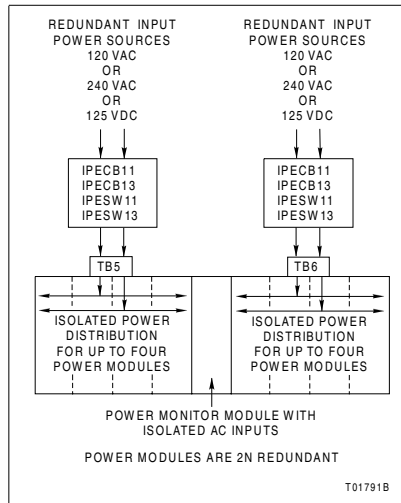 REDUNDANT INPUT
POWER SOURCES
120 VAC
OR
240 VAC
OR
125 VDC
IPECB11
IPECB13
IPESW11
IPESW13
TB5
ISOLATED POWER
DISTRIBUTION
FOR UP TO FOUR
POWER MODULES
REDUNDANT INPUT
POWER SOURCES
120 VAC
OR
240 VAC
OR
125 VDC
IPECB11
IPECB13
IPESW11
IPESW13
TB6
ISOLATED POWER
DISTRIBUTION
FOR UP TO FOUR
POWER MODULES
POWER MONITOR MODULE WITH
ISOLATED AC INPUTS
POWER MODULES ARE 2N REDUNDANT
T01791B